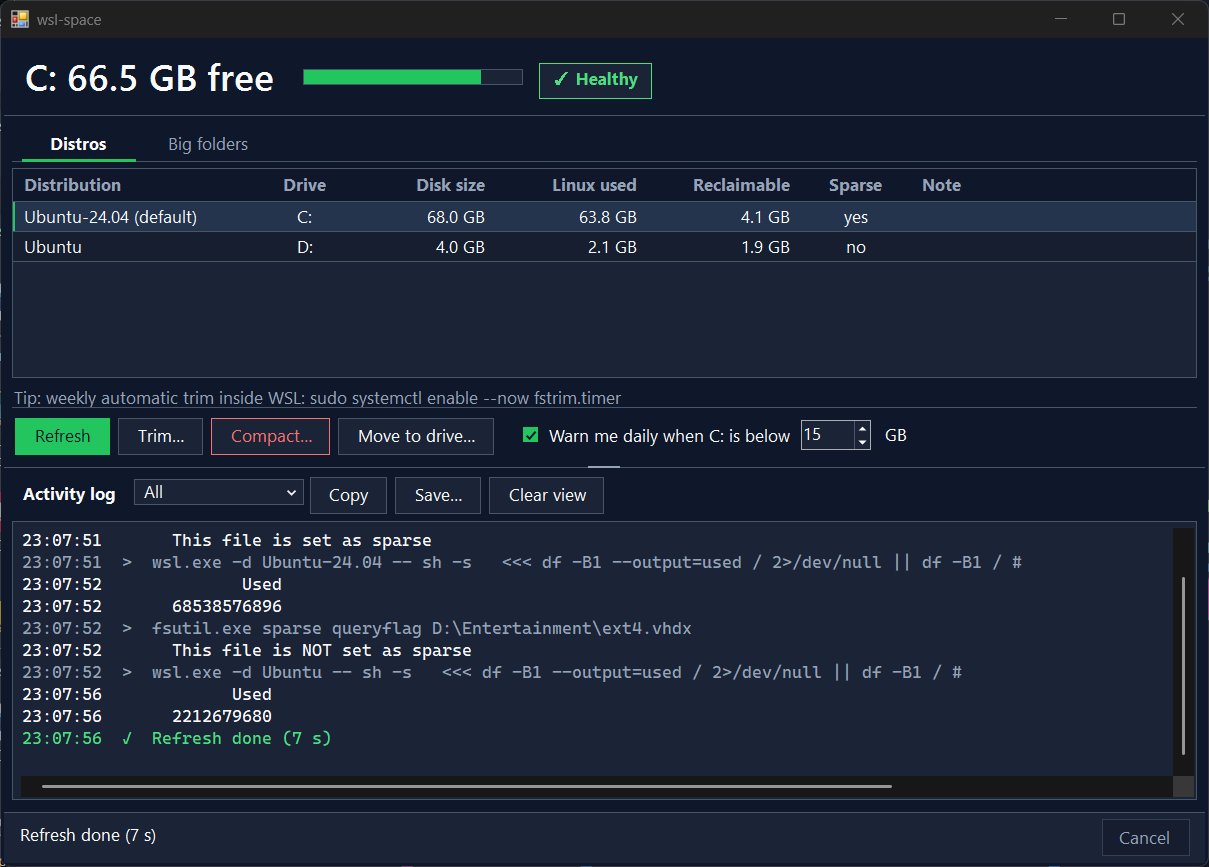 wsl-space
C: 66.5 GB free
✓ Healthy
Distros Big folders
Distribution Drive Disk size Linux used Reclaimable Sparse Note
Ubuntu-24.04 (default) C: 68.0 GB 63.8 GB 4.1 GB yes
Ubuntu D: 4.0 GB 2.1 GB 1.9 GB no
Tip: weekly automatic trim inside WSL: sudo systemctl enable --now fstrim.timer
Refresh Trim... Compact... Move to drive... Warn me daily when C: is below 15 GB
Activity log All Copy Save... Clear view
23:07:51 This file is set as sparse
23:07:51 > wsl.exe -d Ubuntu-24.04 -- sh -s <<< df -B1 --output=used / 2>/dev/null || df -B1 / #
23:07:52 Used
23:07:52 68538576896
23:07:52 > fsutil.exe sparse queryflag D:\Entertainment\ext4.vhdx
23:07:52 This file is NOT set as sparse
23:07:52 > wsl.exe -d Ubuntu -- sh -s <<< df -B1 --output=used / 2>/dev/null || df -B1 / #
23:07:56 Used
23:07:56 2212679680
23:07:56 √ Refresh done (7 s)
Refresh done (7 s)
Cancel